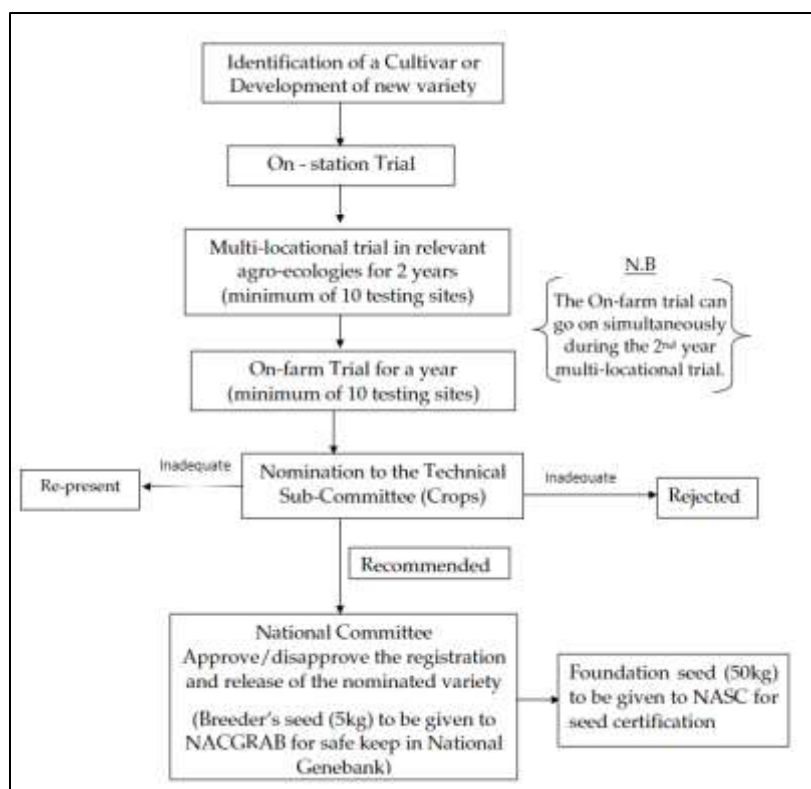 Identification of a Cultivar or
Development of new variety
On - station Trial
Multi-locational trial in relevant
agro-ecologies for 2 years
(minimum of 10 testing sites)
N.B
The On-farm trial can
go on simultaneously
during the 2nd year
multi-locational trial.
On-farm Trial for a year
(minimum of 10 testing sites)
Re-present
Inadequate
Nomination to the Technical
Sub-Committee (Crops)
Inadequate
Rejected
Recommended
National Committee
Approve/disapprove the registration
and release of the nominated variety
(Breeder's seed (5kg) to be given to
NACGRAB for safe keep in National
Genebank)
Foundation seed (50kg)
to be given to NASC for
seed certification